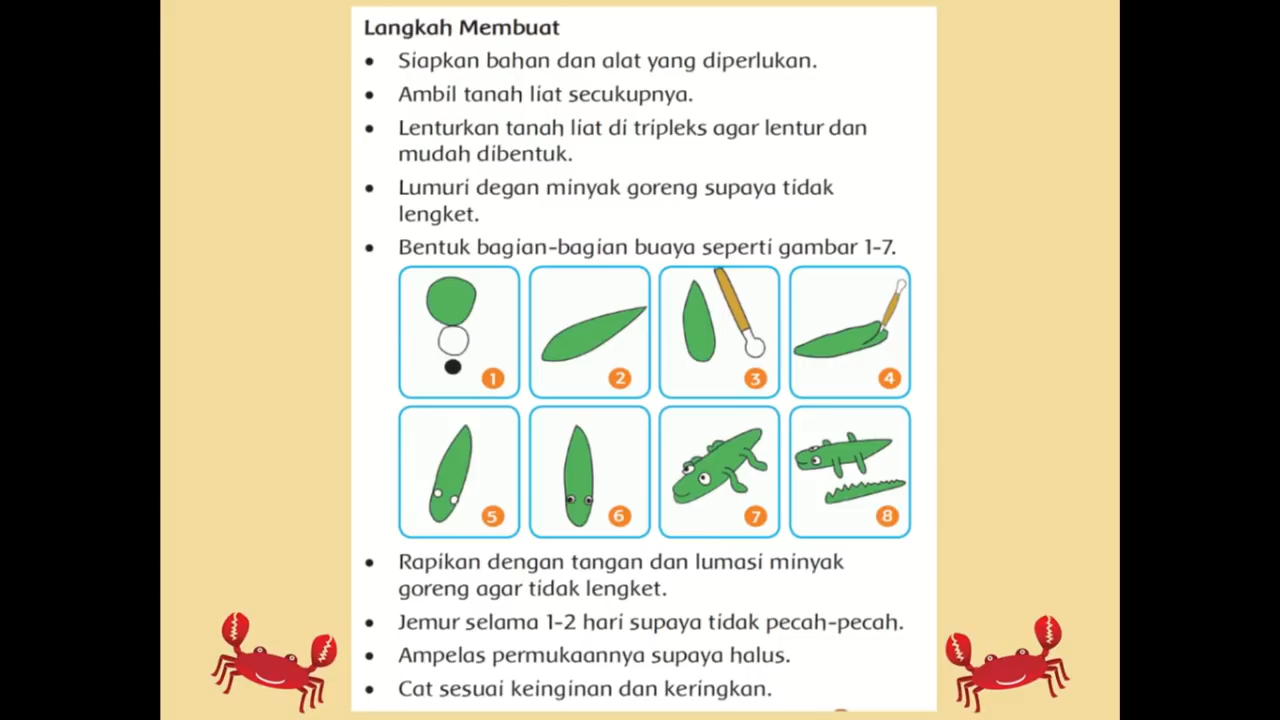 Langkah Membuat
• Siapkan bahan dan alat yang diperlukan.
• Ambil tanah liat secukupnya.
• Lenturkan tanah liat di tripleks agar lentur dan
mudah dibentuk.
• Lumuri degan minyak goreng supaya tidak
lengket.
• Bentuk bagian-bagian buaya seperti gambar 1-7.
1 2 3 4
5 6 7 8
• Rapikan dengan tangan dan lumasi minyak
goreng agar tidak lengket.
• Jemur selama 1-2 hari supaya tidak pecah-pecah.
• Ampelas permukaannya supaya halus.
• Cat sesuai keinginan dan keringkan.